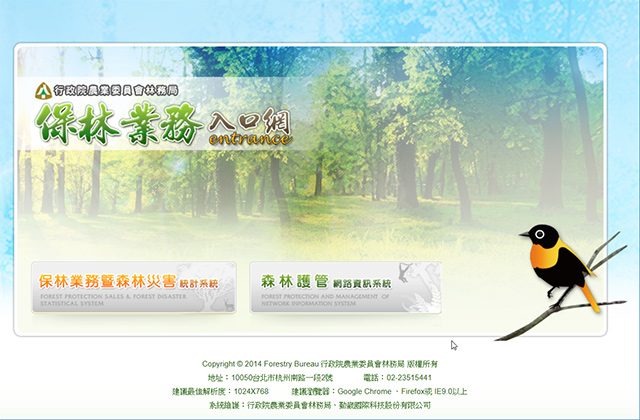 行政院農業委員會林務局
保林業務 入口網
entrance
保林業務暨森林災害 統計系統
FOREST PROTECTION SALES & FOREST DISASTER
STATISTICAL SYSTEM
森林護管 網路資訊系統
FOREST PROTECTION AND MANAGEMENT OF
NETWORK INFORMATION SYSTEM
Copyright © 2014 Forestry Bureau 行政院農業委員會林務局 版權所有
地址：10050台北市杭州南路一段2號 電話：02-23515441
建議最佳解析度：1024X768 建議瀏覽器：Google Chrome 、Firefox或 IE9.0以上
系統維護：行政院農業委員會林務局、勤崴國際科技股份有限公司